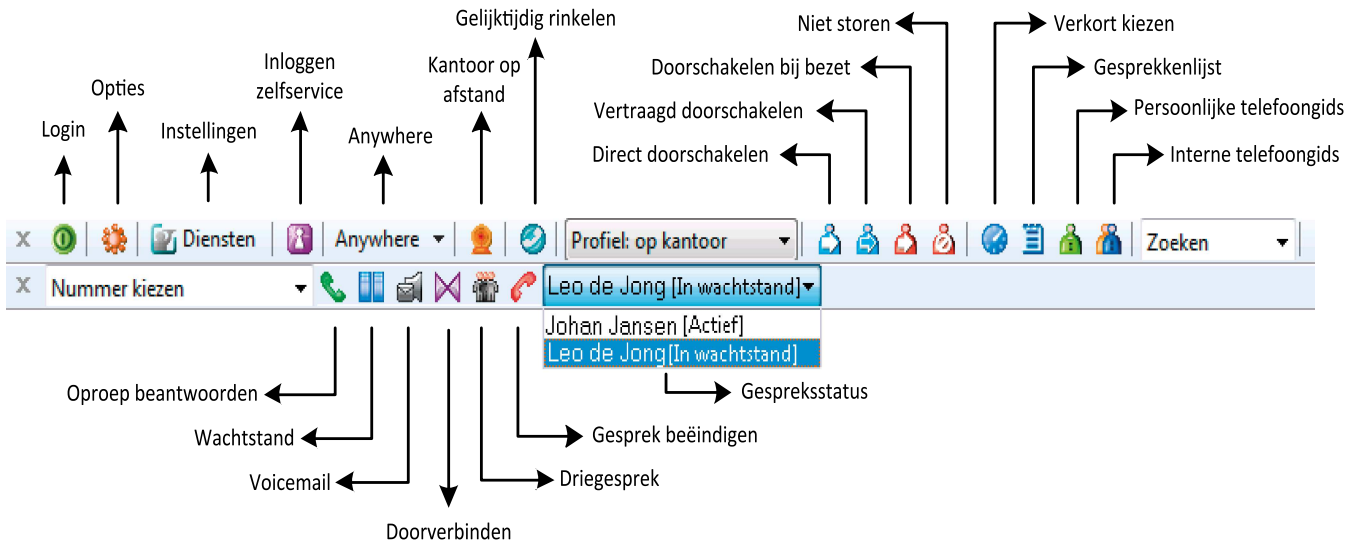 Gelijktijdig rinkelen
Niet storen
Verkort kiezen
Inloggen
zelfservice
Kantoor op
afstand
Doorschakelen bij bezet
Gesprekkenlijst
Opties
Vertraagd doorschakelen
Persoonlijke telefoongids
Login
Instellingen
Anywhere
Direct doorschakelen
Interne telefoongids
x Diensten Anywhere Profiel: op kantoor Zoeken
x Nummer kiezen Leo de Jong [In wachtstand]
Johan Jansen [Actief]
Leo de Jong[In wachtstand]
Oproep beantwoorden
Gespreksstatus
Wachtstand
Gesprek beëindigen
Voicemail
Driegesprek
Doorverbinden